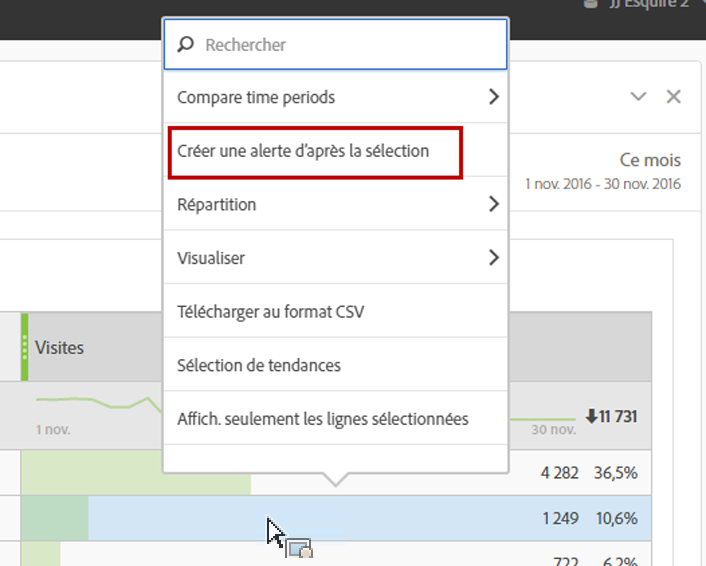 JJ Esquire 2
Rechercher
Compare time periods
Créer une alerte d'après la sélection
Ce mois
1 nov. 2016 - 30 nov. 2016
Répartition
Visualiser
Télécharger au format CSV
Visites
Sélection de tendances
Affich. seulement les lignes sélectionnées
1 nov.
30 nov.
11 731
4 282 36,5%
1 249 10,6%
722 6,2%